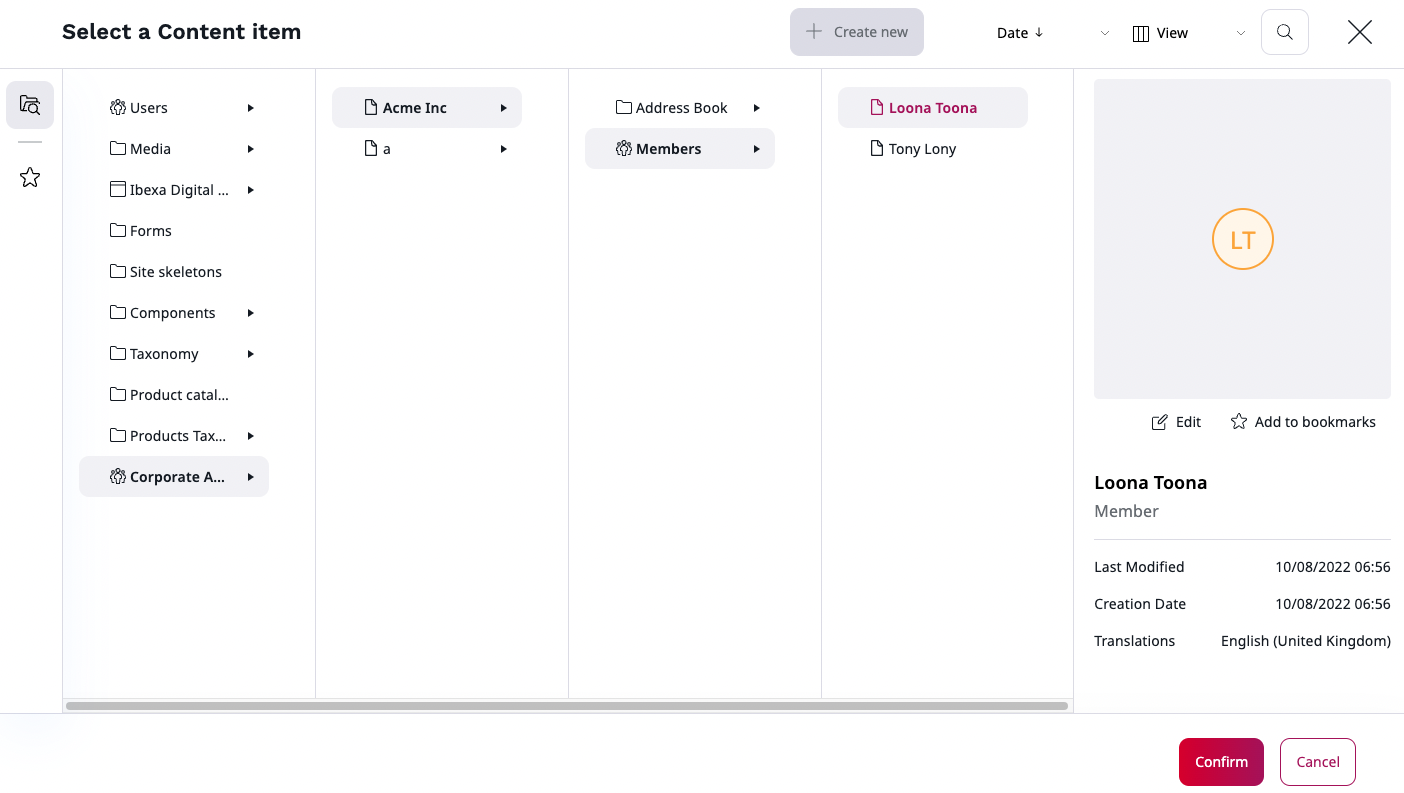 Select a Content item
Create new
Date ↓
View
Users
Media
Ibexa Digital ...
Forms
Site skeletons
Components
Taxonomy
Product catal...
Products Tax...
Corporate A...
Acme Inc
a
Address Book
Members
Loona Toona
Tony Lony
LT
Edit
Add to bookmarks
Loona Toona
Member
Last Modified 10/08/2022 06:56
Creation Date 10/08/2022 06:56
Translations English (United Kingdom)
Confirm
Cancel